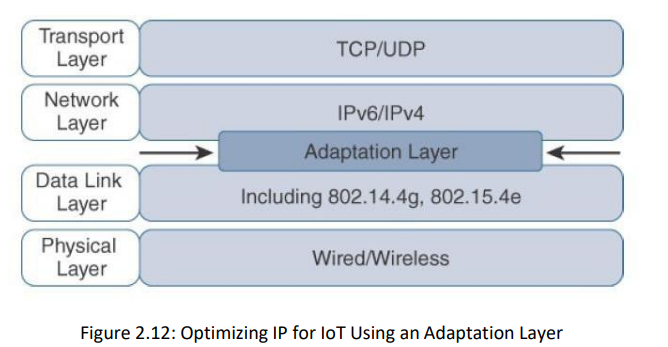 Transport
Layer
TCP/UDP
Network
Layer
IPv6/IPv4
Adaptation Layer
Data Link
Layer
Including 802.14.4g, 802.15.4e
Physical
Layer
Wired/Wireless
Figure 2.12: Optimizing IP for IoT Using an Adaptation Layer